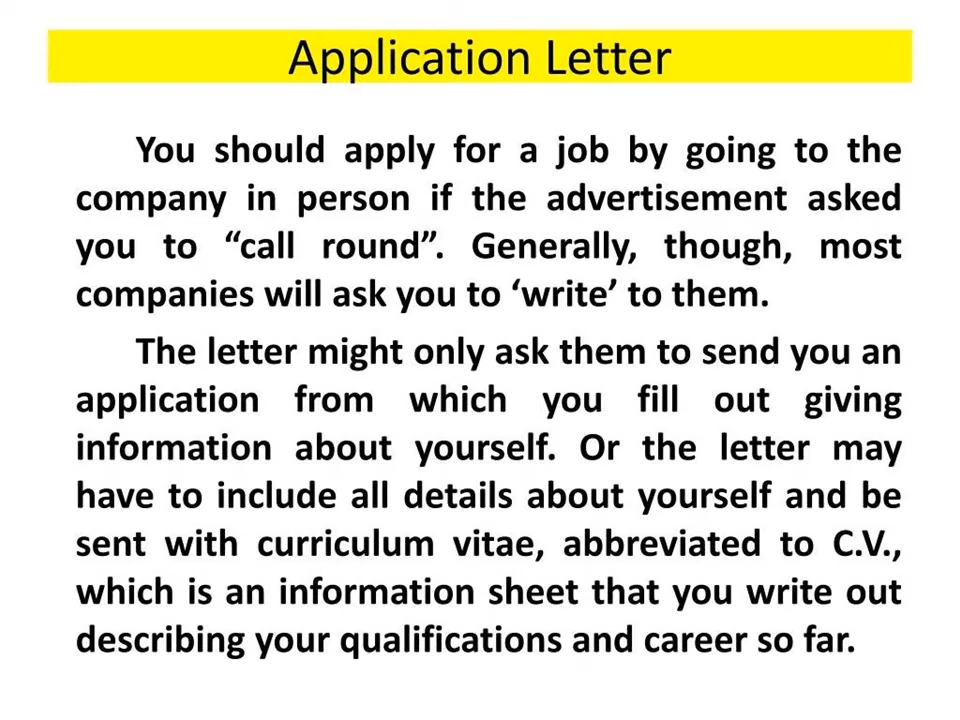 Application Letter
You should apply for a job by going to the
company in person if the advertisement asked
you to “call round”. Generally, though, most
companies will ask you to ‘write’ to them.
The letter might only ask them to send you an
application from which you fill out giving
information about yourself. Or the letter may
have to include all details about yourself and be
sent with curriculum vitae, abbreviated to C.V.,
which is an information sheet that you write out
describing your qualifications and career so far.